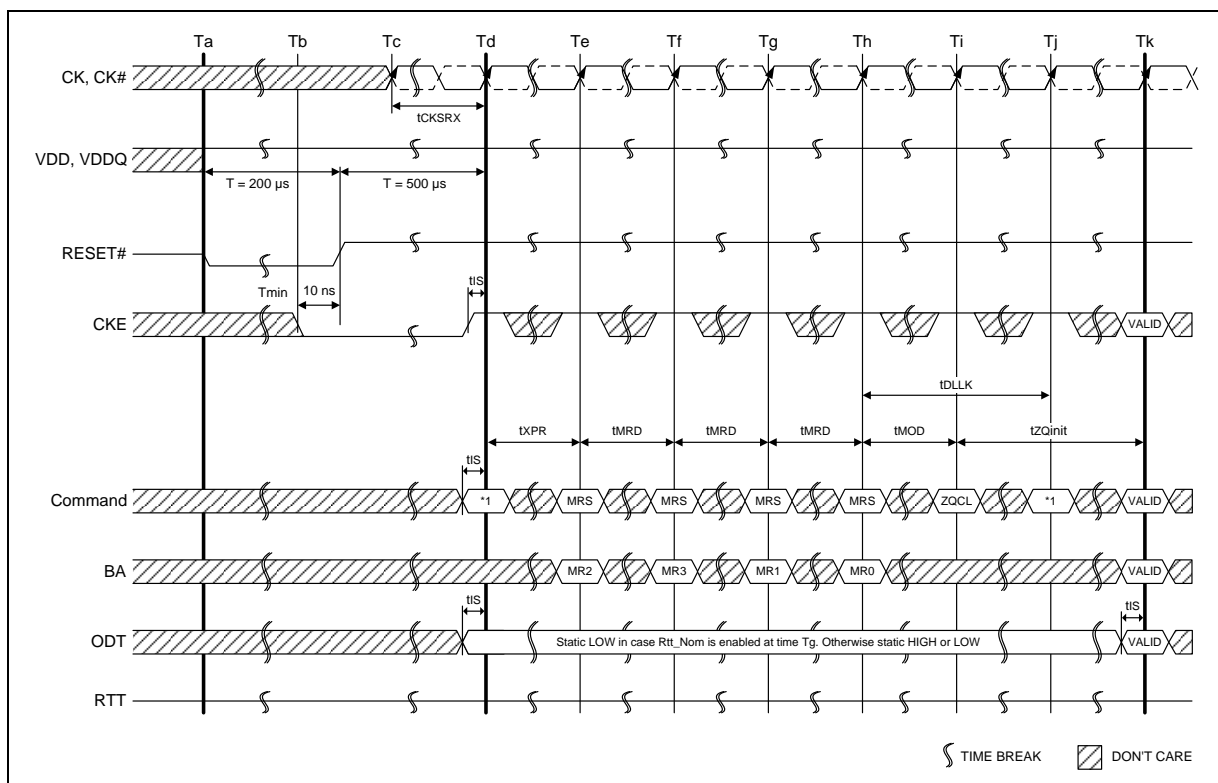 Ta Tb Tc Td Te Tf Tg Th Ti Tj Tk
CK, CK#
tCKSRX
VDD, VDDQ
T = 200 µs T = 500 µs
RESET#
tIS
Tmin 10 ns
CKE VALID
tDLLK
tXPR tMRD tMRD tMRD tMOD tZQinit
tIS
Command *1 MRS MRS MRS MRS ZQCL *1 VALID
BA MR2 MR3 MR1 MR0 VALID
tIS tIS
ODT Static LOW in case Rtt_Nom is enabled at time Tg. Otherwise static HIGH or LOW VALID
RTT
TIME BREAK DON'T CARE